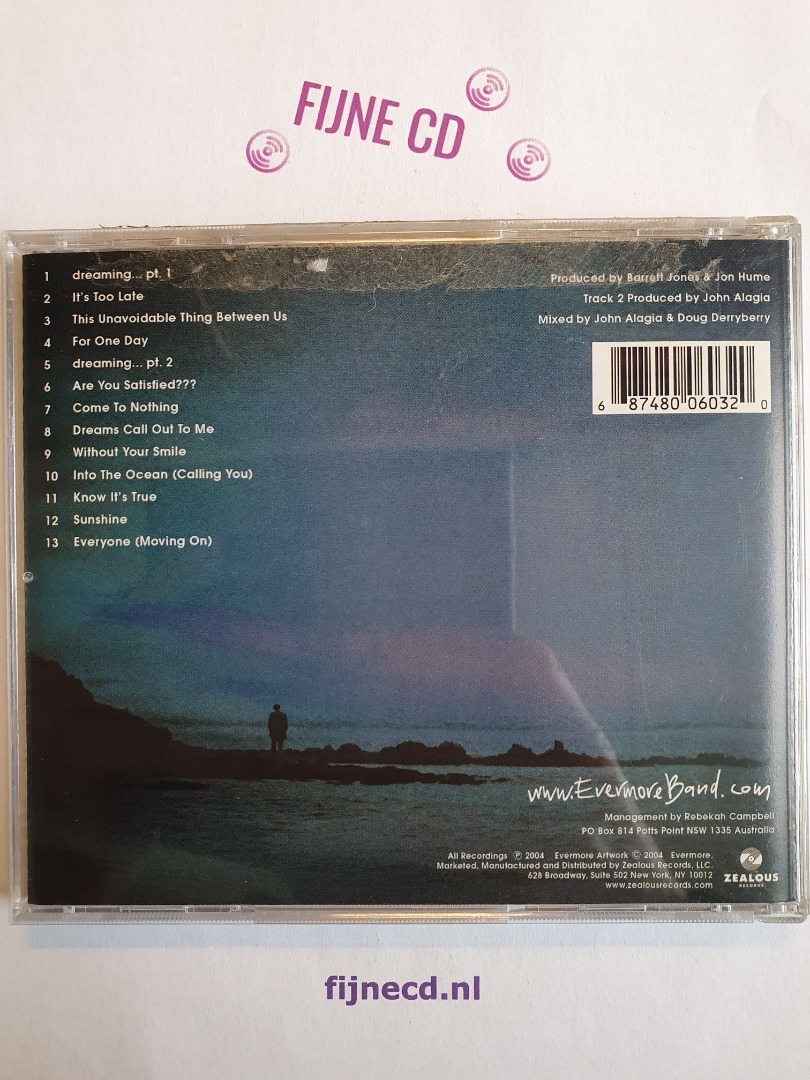 FIJNE CD
1 dreaming... pt. 1
2 It's Too Late
3 This Unavoidable Thing Between Us
4 For One Day
5 dreaming... pt. 2
6 Are You Satisfied???
7 Come To Nothing
8 Dreams Call Out To Me
9 Without Your Smile
10 Into The Ocean (Calling You)
11 Know It's True
12 Sunshine
13 Everyone (Moving On)
Produced by Barrett Jones & Jon Hume
Track 2 Produced by John Alagia
Mixed by John Alagia & Doug Derryberry
6 87480 06032 0
www.EvermoreBand.com
Management by Rebekah Campbell
PO Box 814 Potts Point NSW 1335 Australia
All Recordings ℗ 2004 Evermore Artwork © 2004 Evermore.
Marketed, Manufactured and Distributed by Zealous Records, LLC.
628 Broadway, Suite 502 New York, NY 10012
www.zealousrecords.com
ZEALOUS
RECORDS
fijnecd.nl